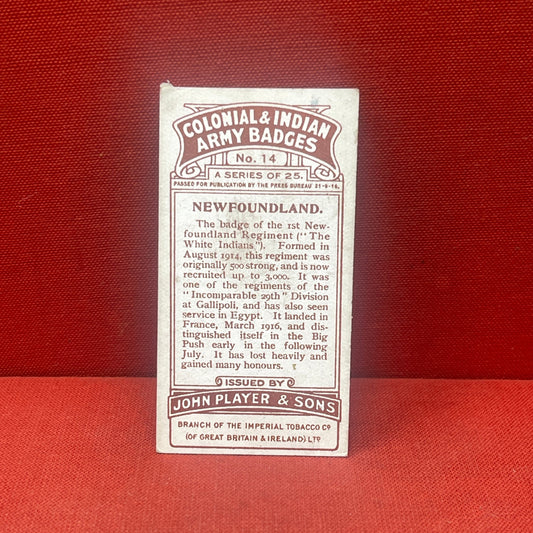 COLONIAL & INDIAN
ARMY BADGES
No. 14
A SERIES OF 25.
PASSED FOR PUBLICATION BY THE PRESS BUREAU 21-9-16.
NEWFOUNDLAND.
The badge of the 1st New-
foundland Regiment ("The
White Indians"). Formed in
August 1914, this regiment was
originally 500 strong, and is now
recruited up to 3,000. It was
one of the regiments of the
"Incomparable 29th" Division
at Gallipoli, and has also seen
service in Egypt. It landed in
France, March 1916, and dis-
tinguished itself in the Big
Push early in the following
July. It has lost heavily and
gained many honours.
ISSUED BY
JOHN PLAYER & SONS
BRANCH OF THE IMPERIAL TOBACCO CO
(OF GREAT BRITAIN & IRELAND) LTD